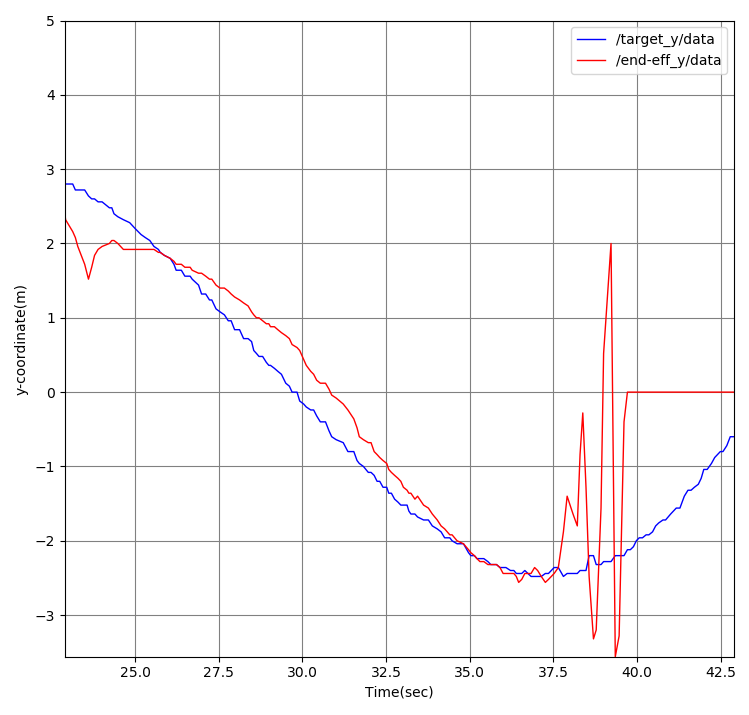 /target_y/data
/end-eff_y/data
y-coordinate(m)
5
4
3
2
1
0
−1
−2
−3
25.0 27.5 30.0 32.5 35.0 37.5 40.0 42.5
Time(sec)